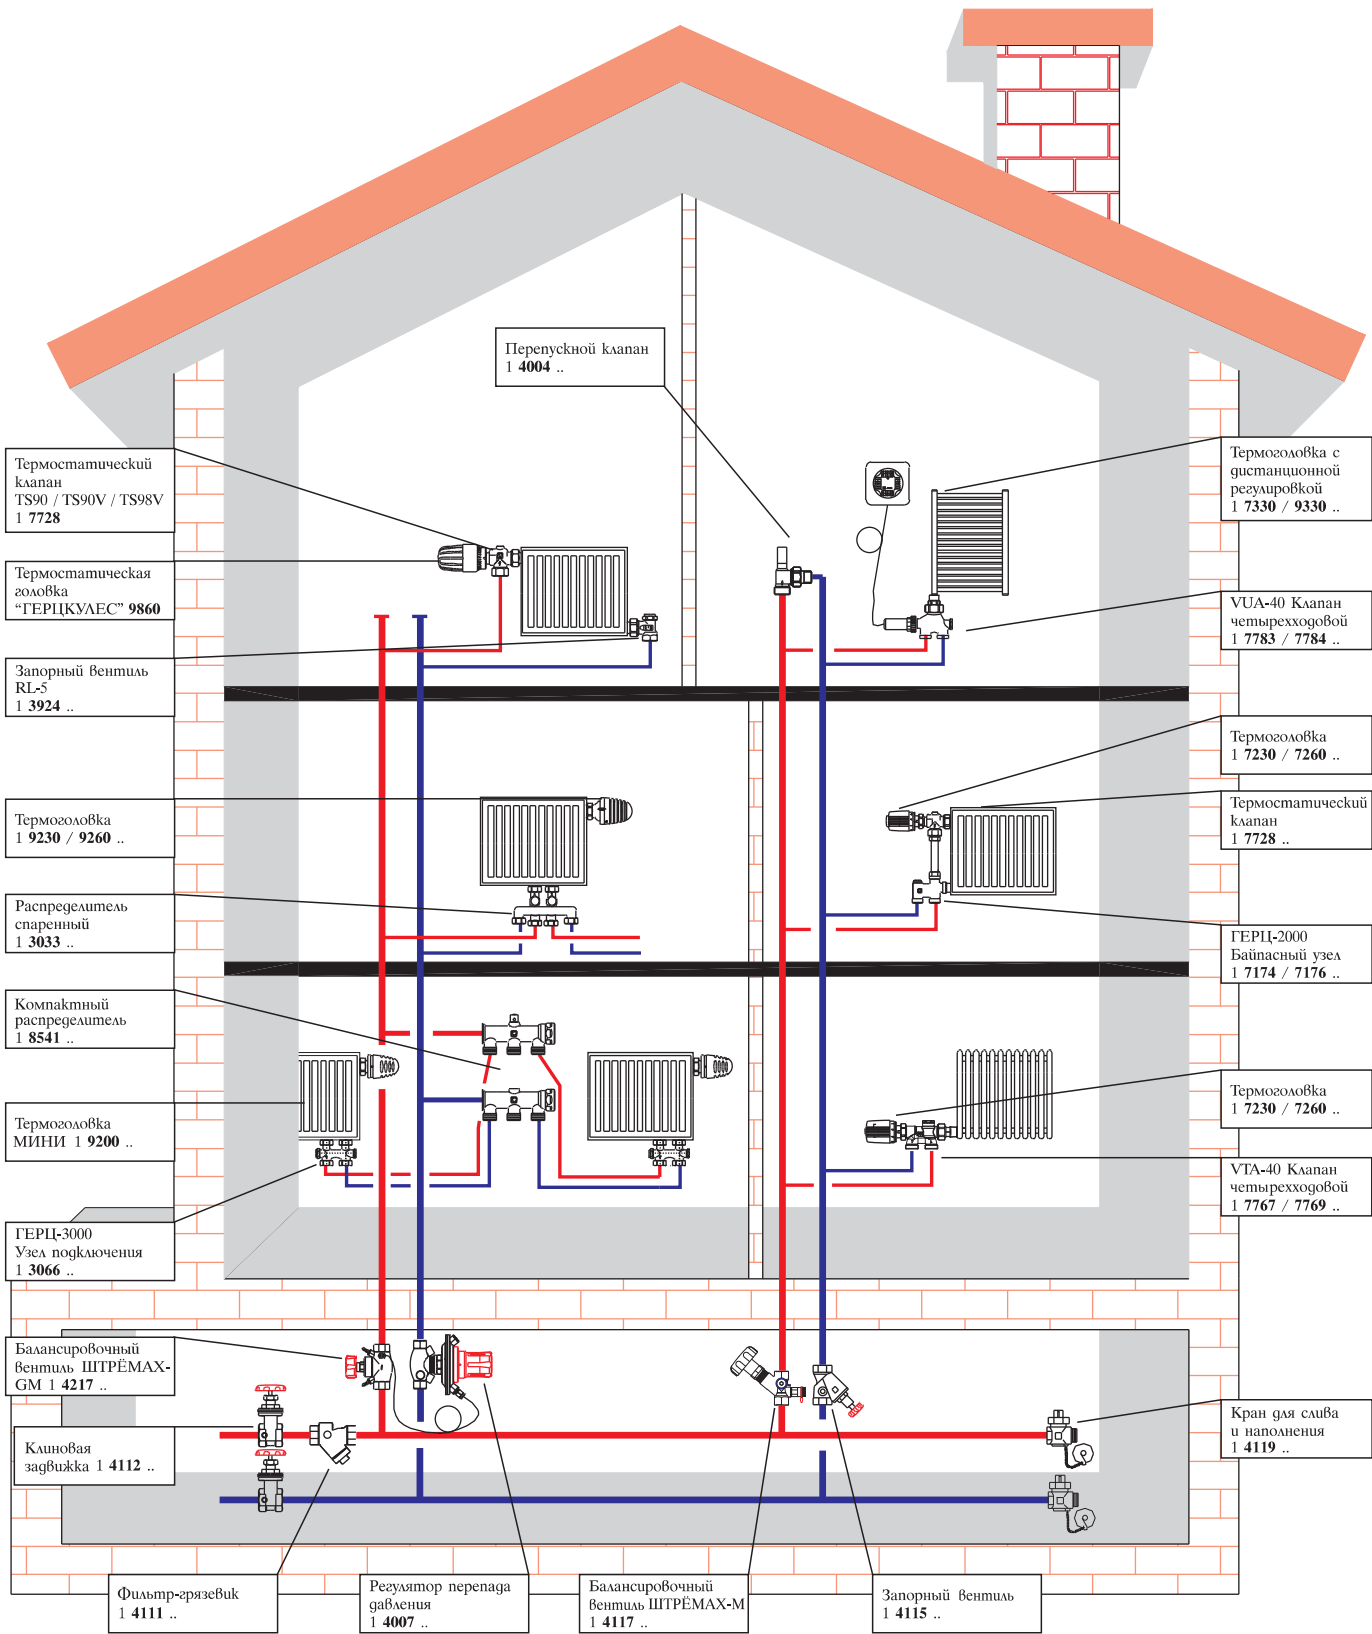 Перепускной клапан
1 4004 ..
Термостатический
клапан
TS90 / TS90V / TS98V
1 7728
Термостатическая
головка
“ГЕРЦКУЛЕС” 9860
Запорный вентиль
RL-5
1 3924 ..
Термоголовка
1 9230 / 9260 ..
Распределитель
спаренный
1 3033 ..
Компактный
распределитель
1 8541 ..
Термоголовка
МИНИ 1 9200 ..
ГЕРЦ-3000
Узел подключения
1 3066 ..
Балансировочный
вентиль ШТРЁМАХ-
GM 1 4217 ..
Клиновая
задвижка 1 4112 ..
Термоголовка с
дистанционной
регулировкой
1 7330 / 9330 ..
VUA-40 Клапан
четырехходовой
1 7783 / 7784 ..
Термоголовка
1 7230 / 7260 ..
Термостатический
клапан
1 7728 ..
ГЕРЦ-2000
Байпасный узел
1 7174 / 7176 ..
Термоголовка
1 7230 / 7260 ..
VTA-40 Клапан
четырехходовой
1 7767 / 7769 ..
Кран для слива
и наполнения
1 4119 ..
Фильтр-грязевик
1 4111 ..
Регулятор перепада
давления
1 4007 ..
Балансировочный
вентиль ШТРЁМАХ-М
1 4117 ..
Запорный вентиль
1 4115 ..